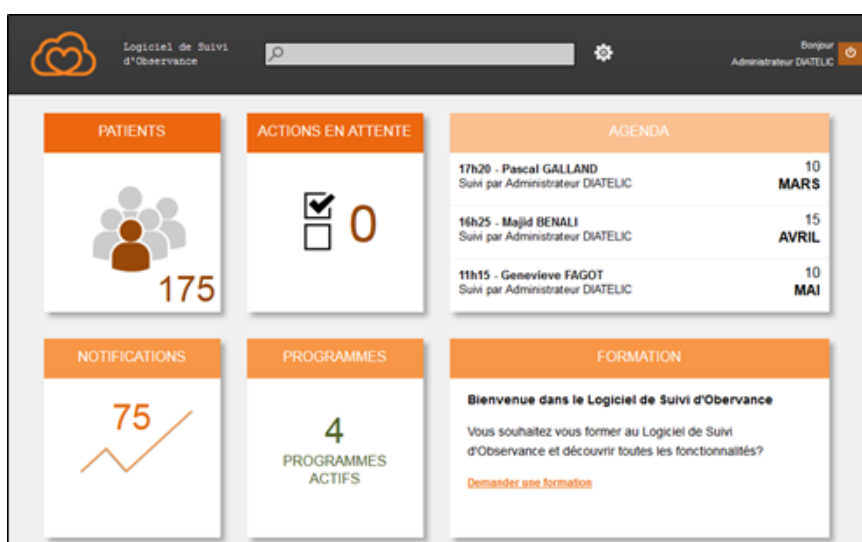 Logiciel de Suivi
d'Observance
Bonjour
Administrateur DIATELIC
PATIENTS
175
ACTIONS EN ATTENTE
0
AGENDA
17h20 - Pascal GALLAND
Suivi par Administrateur DIATELIC
10
MARS
16h25 - Majid BENALI
Suivi par Administrateur DIATELIC
15
AVRIL
11h15 - Genevieve FAGOT
Suivi par Administrateur DIATELIC
10
MAI
NOTIFICATIONS
75
PROGRAMMES
4
PROGRAMMES
ACTIFS
FORMATION
Bienvenue dans le Logiciel de Suivi d'Obervance
Vous souhaitez vous former au Logiciel de Suivi
d'Observance et découvrir toutes les fonctionnalités?
Demander une formation